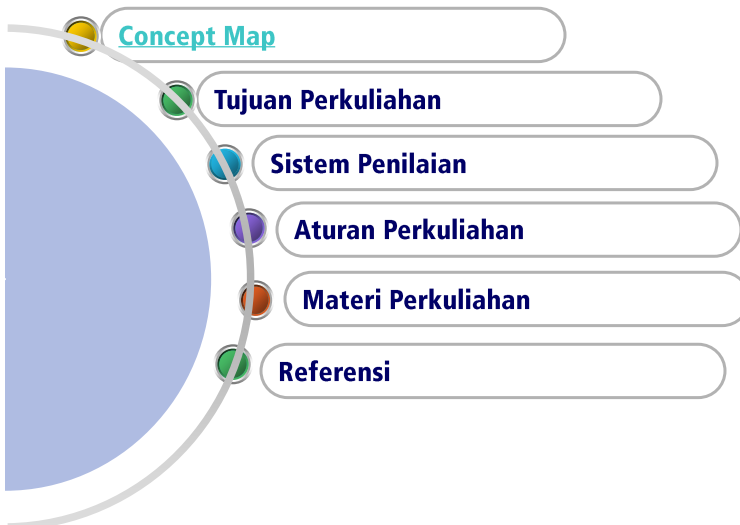 Concept Map
Tujuan Perkuliahan
Sistem Penilaian
Aturan Perkuliahan
Materi Perkuliahan
Referensi